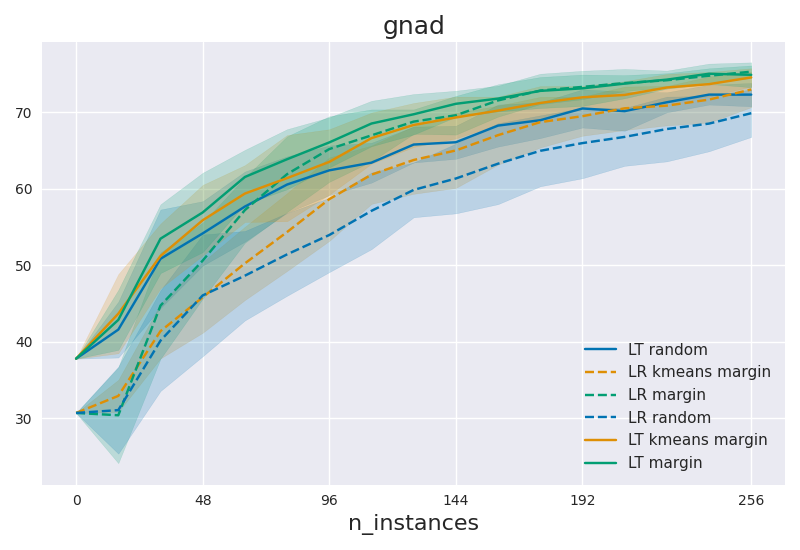 gnad
70
60
50
40
30
LT random
LR kmeans margin
LR margin
LR random
LT kmeans margin
LT margin
0 48 96 144 192 256
n_instances